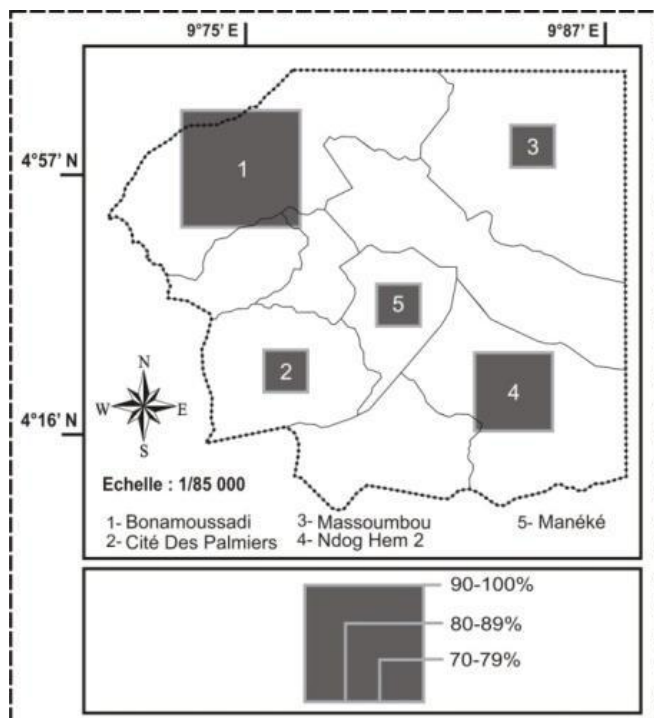 9°75' E 9°87' E
1
4°57' N
3
5
2
4
N
W E
S
4°16' N
Echelle : 1/85 000
1- Bonamoussadi 3- Massoumbou 5- Manéké
2- Cité Des Palmiers 4- Ndog Hem 2
90-100%
80-89%
70-79%